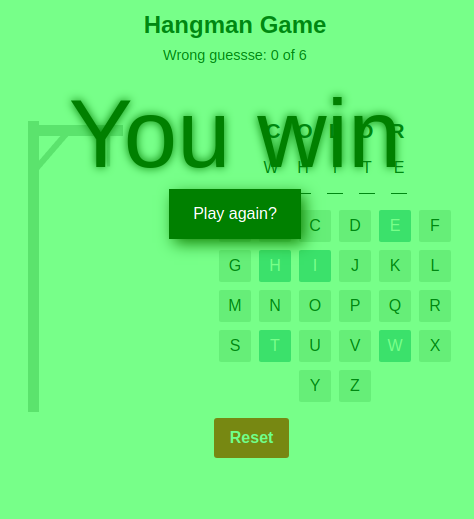 Hangman Game
Wrong guessse: 0 of 6
You win
C O L O R
W H I T E
Play again?
C D E F
G H I J K L
M N O P Q R
S T U V W X
Y Z
Reset